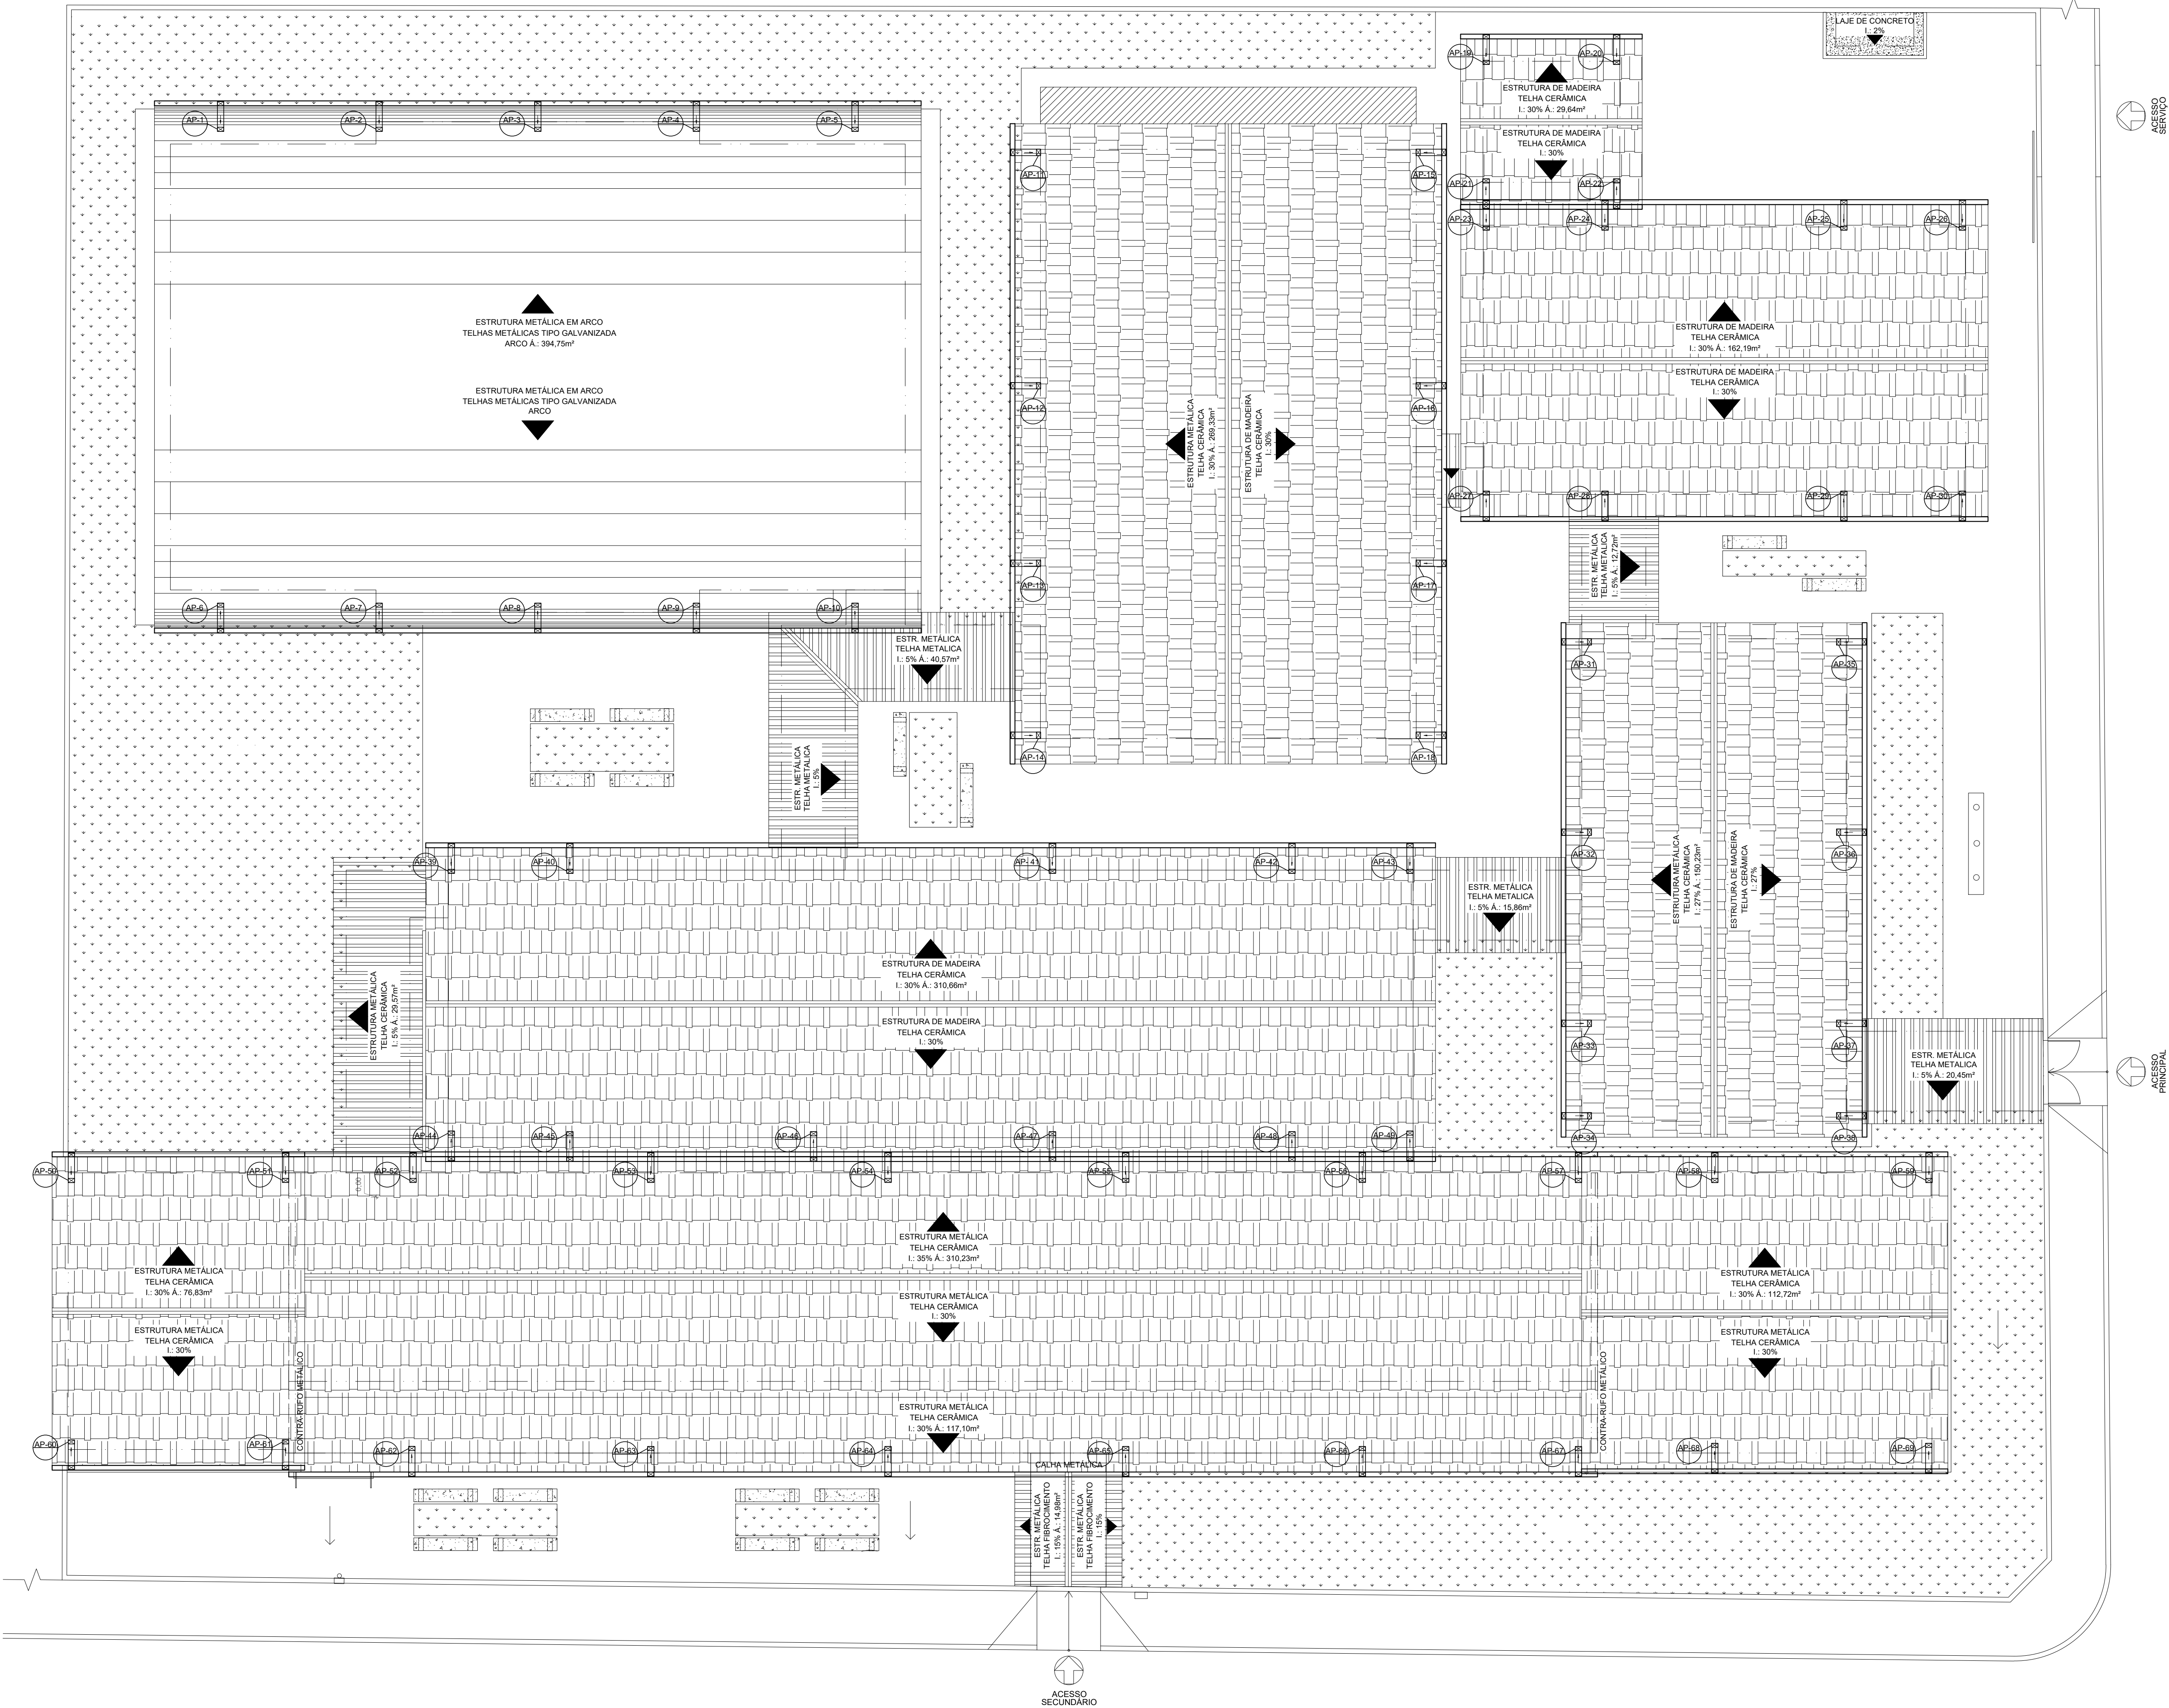 LAJE DE CONCRETO
I.: 2%
AP-19
AP-20
ESTRUTURA DE MADEIRA
TELHA CERÂMICA
I.: 30% Á.: 29,64m²
ESTRUTURA DE MADEIRA
TELHA CERÂMICA
I.: 30%
AP-21
AP-22
ACESSO
SERVIÇO
AP-1
AP-2
AP-3
AP-4
AP-5
AP-11
AP-15
AP-23
AP-24
AP-25
AP-26
ESTRUTURA METÁLICA EM ARCO
TELHAS METÁLICAS TIPO GALVANIZADA
ARCO Á.: 394,75m²
ESTRUTURA METÁLICA EM ARCO
TELHAS METÁLICAS TIPO GALVANIZADA
ARCO
ESTRUTURA DE MADEIRA
TELHA CERÂMICA
I.: 30% Á.: 162,19m²
ESTRUTURA DE MADEIRA
TELHA CERÂMICA
I.: 30%
AP-12
AP-16
ESTRUTURA METÁLICA
TELHA CERÂMICA
I.: 30% Á.: 269,33m²
ESTRUTURA DE MADEIRA
TELHA CERÂMICA
I.: 30%
AP-27
AP-28
AP-29
AP-30
ESTR. METÁLICA
TELHA METALICA
I.: 5% Á.: 12,72m²
AP-13
AP-17
AP-6
AP-7
AP-8
AP-9
AP-10
ESTR. METÁLICA
TELHA METALICA
I.: 5% Á.: 40,57m²
AP-31
AP-35
AP-14
AP-18
ESTR. METÁLICA
TELHA METALICA
I.: 5%
AP-39
AP-40
AP- 41
AP-42
AP-43
AP-32
AP-36
ESTR. METÁLICA
TELHA METALICA
I.: 5% Á.: 15,86m²
ESTRUTURA METÁLICA
TELHA CERÂMICA
I.: 27% Á.: 150,23m²
ESTRUTURA DE MADEIRA
TELHA CERÂMICA
I.: 27%
ESTRUTURA DE MADEIRA
TELHA CERÂMICA
I.: 30% Á.: 310,66m²
ESTRUTURA DE MADEIRA
TELHA CERÂMICA
I.: 30%
ESTRUTURA METÁLICA
TELHA CERÂMICA
I.: 5% Á.: 29,57m²
AP-33
AP-37
ESTR. METÁLICA
TELHA METALICA
I.: 5% Á.: 20,45m²
ACESSO
PRINCIPAL
AP-44
AP-45
AP-46
AP-47
AP-48
AP-49
AP-34
AP-38
AP-50
AP-51
AP-52
AP-53
AP-54
AP-55
AP-56
AP-57
AP-58
AP-59
0.00
ESTRUTURA METÁLICA
TELHA CERÂMICA
I.: 35% Á.: 310,23m²
ESTRUTURA METÁLICA
TELHA CERÂMICA
I.: 30%
ESTRUTURA METÁLICA
TELHA CERÂMICA
I.: 30% Á.: 76,83m²
ESTRUTURA METÁLICA
TELHA CERÂMICA
I.: 30%
ESTRUTURA METÁLICA
TELHA CERÂMICA
I.: 30% Á.: 112,72m²
ESTRUTURA METÁLICA
TELHA CERÂMICA
I.: 30%
CONTRA-RUFO METÁLICO
CONTRA-RUFO METÁLICO
ESTRUTURA METÁLICA
TELHA CERÂMICA
I.: 30% Á.: 117,10m²
AP-60
AP-61
AP-62
AP-63
AP-64
AP-65
AP-66
AP-67
AP-68
AP-69
CALHA METÁLICA
ESTR. METÁLICA
TELHA FIBROCIMENTO
I.: 15% Á.: 14,98m²
ESTR. METÁLICA
TELHA FIBROCIMENTO
I.: 15%
ACESSO
SECUNDÁRIO